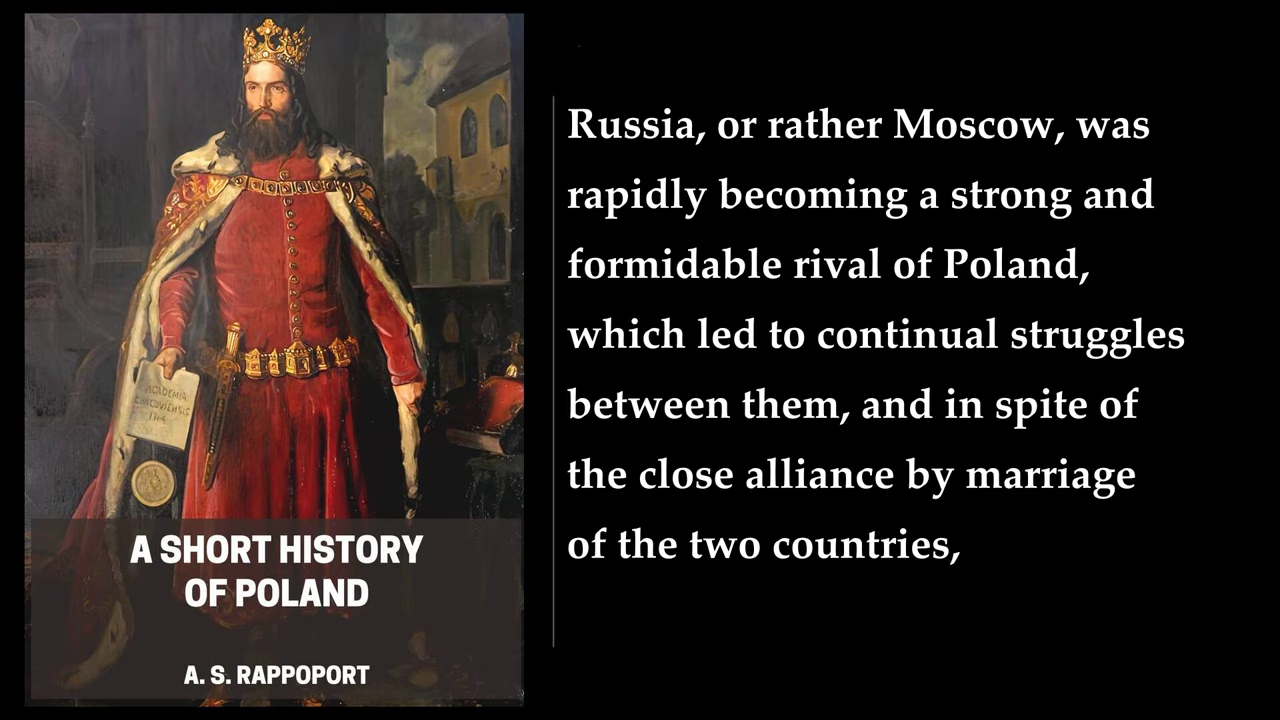 ACADEMIA
CRACOVIENSIS
A SHORT HISTORY
OF POLAND
A. S. RAPPOPORT
Russia, or rather Moscow, was
rapidly becoming a strong and
formidable rival of Poland,
which led to continual struggles
between them, and in spite of
the close alliance by marriage
of the two countries,